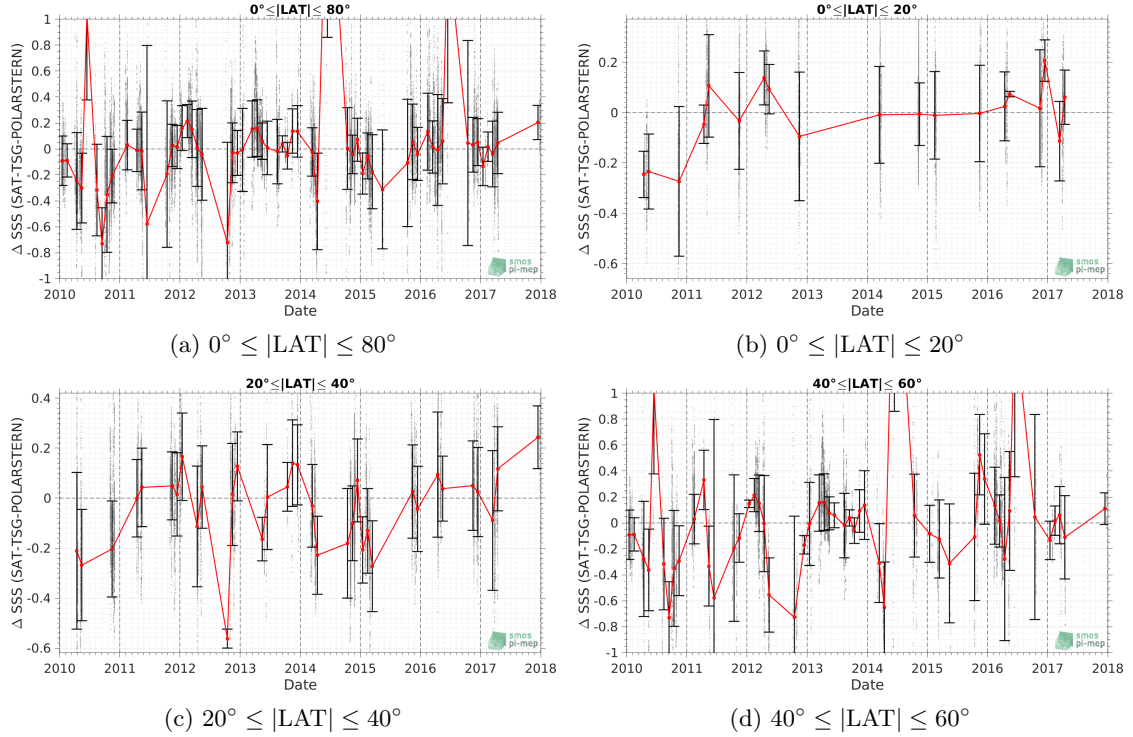 0°≤|LAT|≤ 80°
Δ SSS (SAT-TSG-POLARSTERN)
1
0.8
0.6
0.4
0.2
0
-0.2
-0.4
-0.6
-0.8
-1
2010 2011 2012 2013 2014 2015 2016 2017 2018
Date
smos
pi-mep
(a) 0° ≤ |LAT| ≤ 80°
0°≤|LAT|≤ 20°
Δ SSS (SAT-TSG-POLARSTERN)
0.2
0
-0.2
-0.4
-0.6
2010 2011 2012 2013 2014 2015 2016 2017 2018
Date
smos
pi-mep
(b) 0° ≤ |LAT| ≤ 20°
20°≤|LAT|≤ 40°
Δ SSS (SAT-TSG-POLARSTERN)
0.4
0.2
0
-0.2
-0.4
-0.6
2010 2011 2012 2013 2014 2015 2016 2017 2018
Date
smos
pi-mep
(c) 20° ≤ |LAT| ≤ 40°
40°≤|LAT|≤ 60°
Δ SSS (SAT-TSG-POLARSTERN)
1
0.8
0.6
0.4
0.2
0
-0.2
-0.4
-0.6
-0.8
-1
2010 2011 2012 2013 2014 2015 2016 2017 2018
Date
smos
pi-mep
(d) 40° ≤ |LAT| ≤ 60°